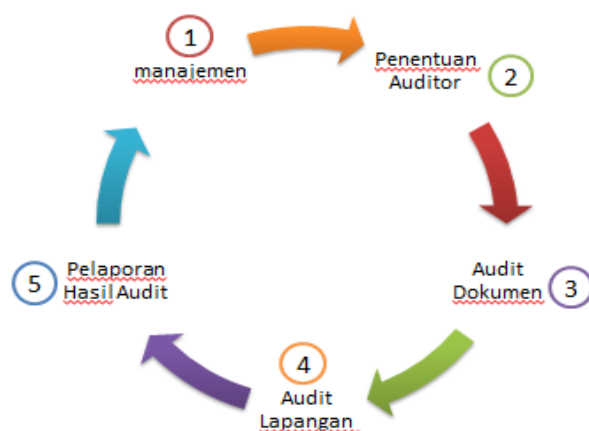 1
manajemen
Penentuan
Auditor
2
Audit
Dokumen
3
4
Audit
Lapangan
5
Pelaporan
Hasil Audit